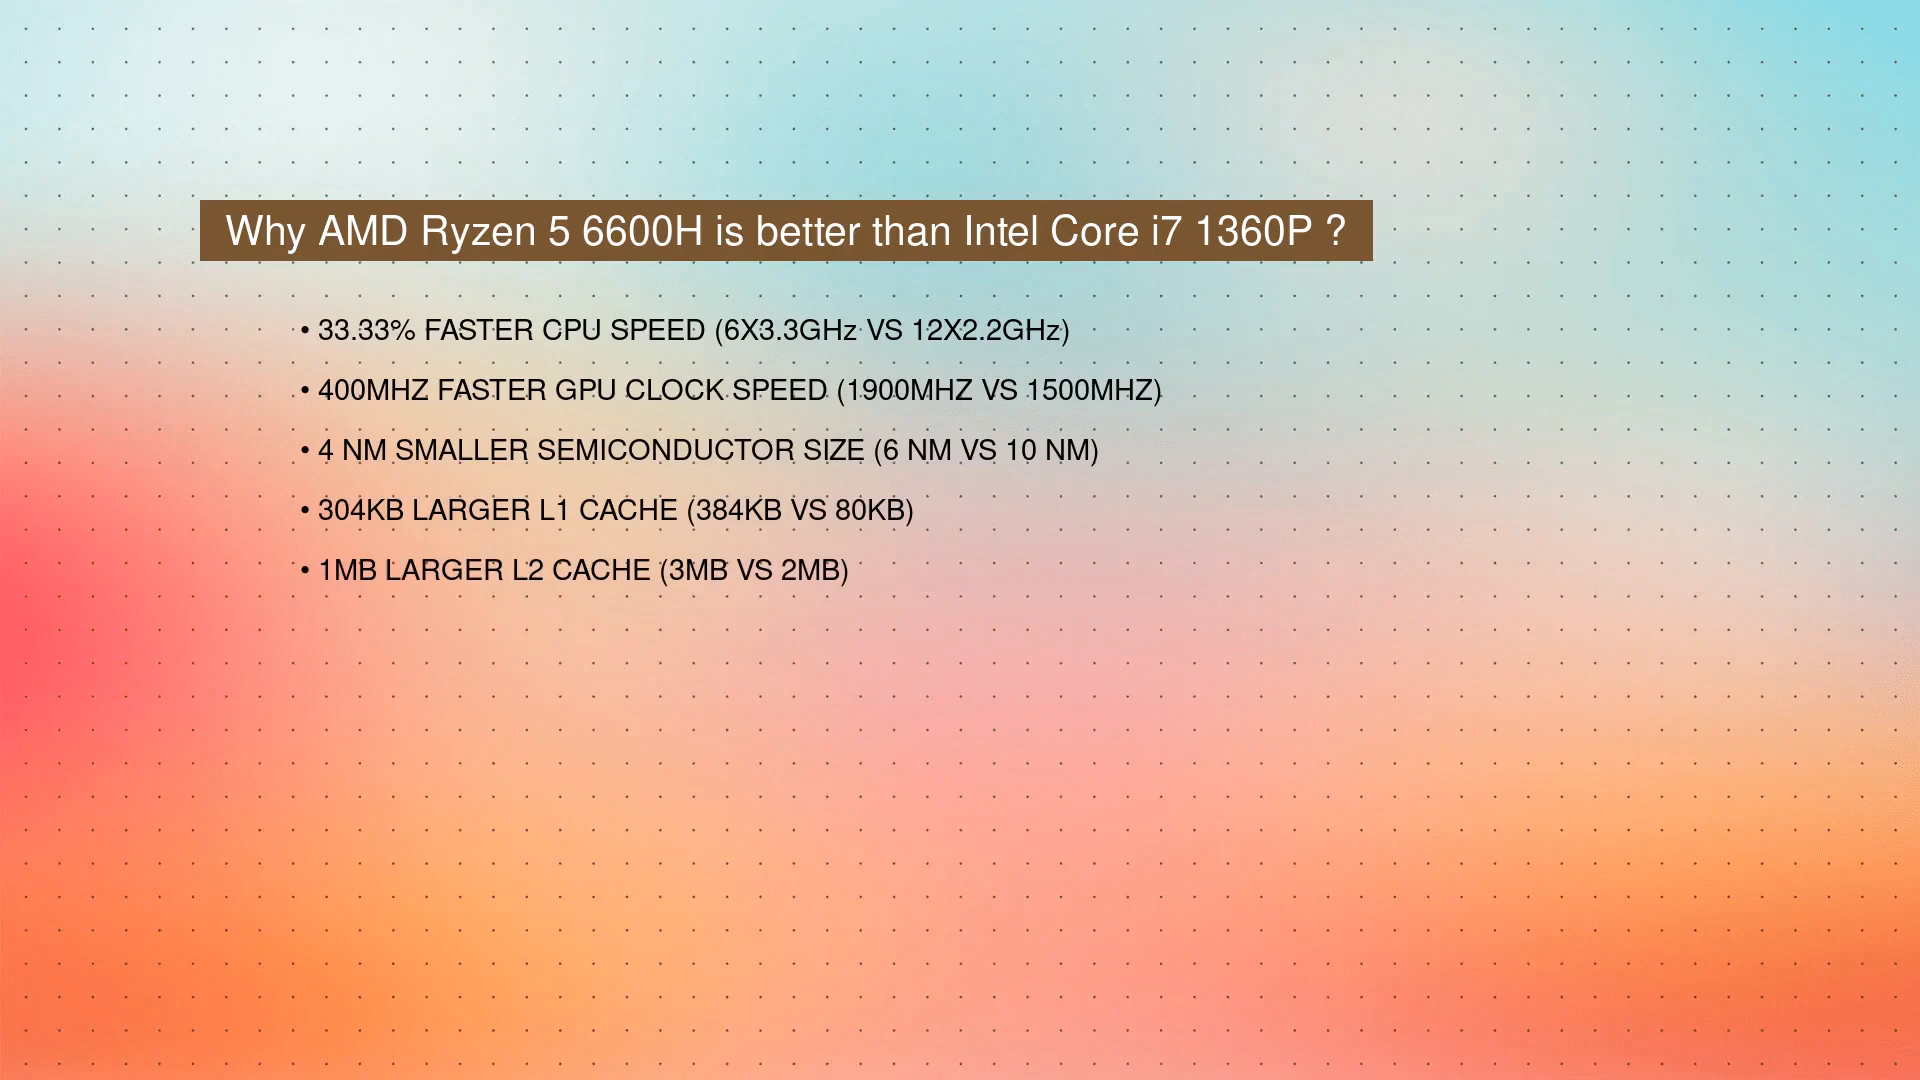 Why AMD Ryzen 5 6600H is better than Intel Core i7 1360P ?
• 33.33% FASTER CPU SPEED (6X3.3GHz VS 12X2.2GHz)
• 400MHZ FASTER GPU CLOCK SPEED (1900MHZ VS 1500MHZ)
• 4 NM SMALLER SEMICONDUCTOR SIZE (6 NM VS 10 NM)
• 304KB LARGER L1 CACHE (384KB VS 80KB)
• 1MB LARGER L2 CACHE (3MB VS 2MB)